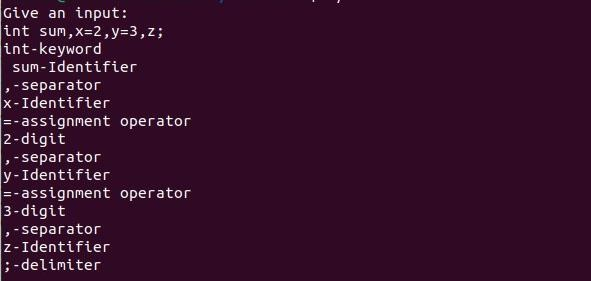 Give an input:
int sum,x=2,y=3,z;
int-keyword
 sum-Identifier
,-separator
x-Identifier
=-assignment operator
2-digit
,-separator
y-Identifier
=-assignment operator
3-digit
,-separator
z-Identifier
;-delimiter